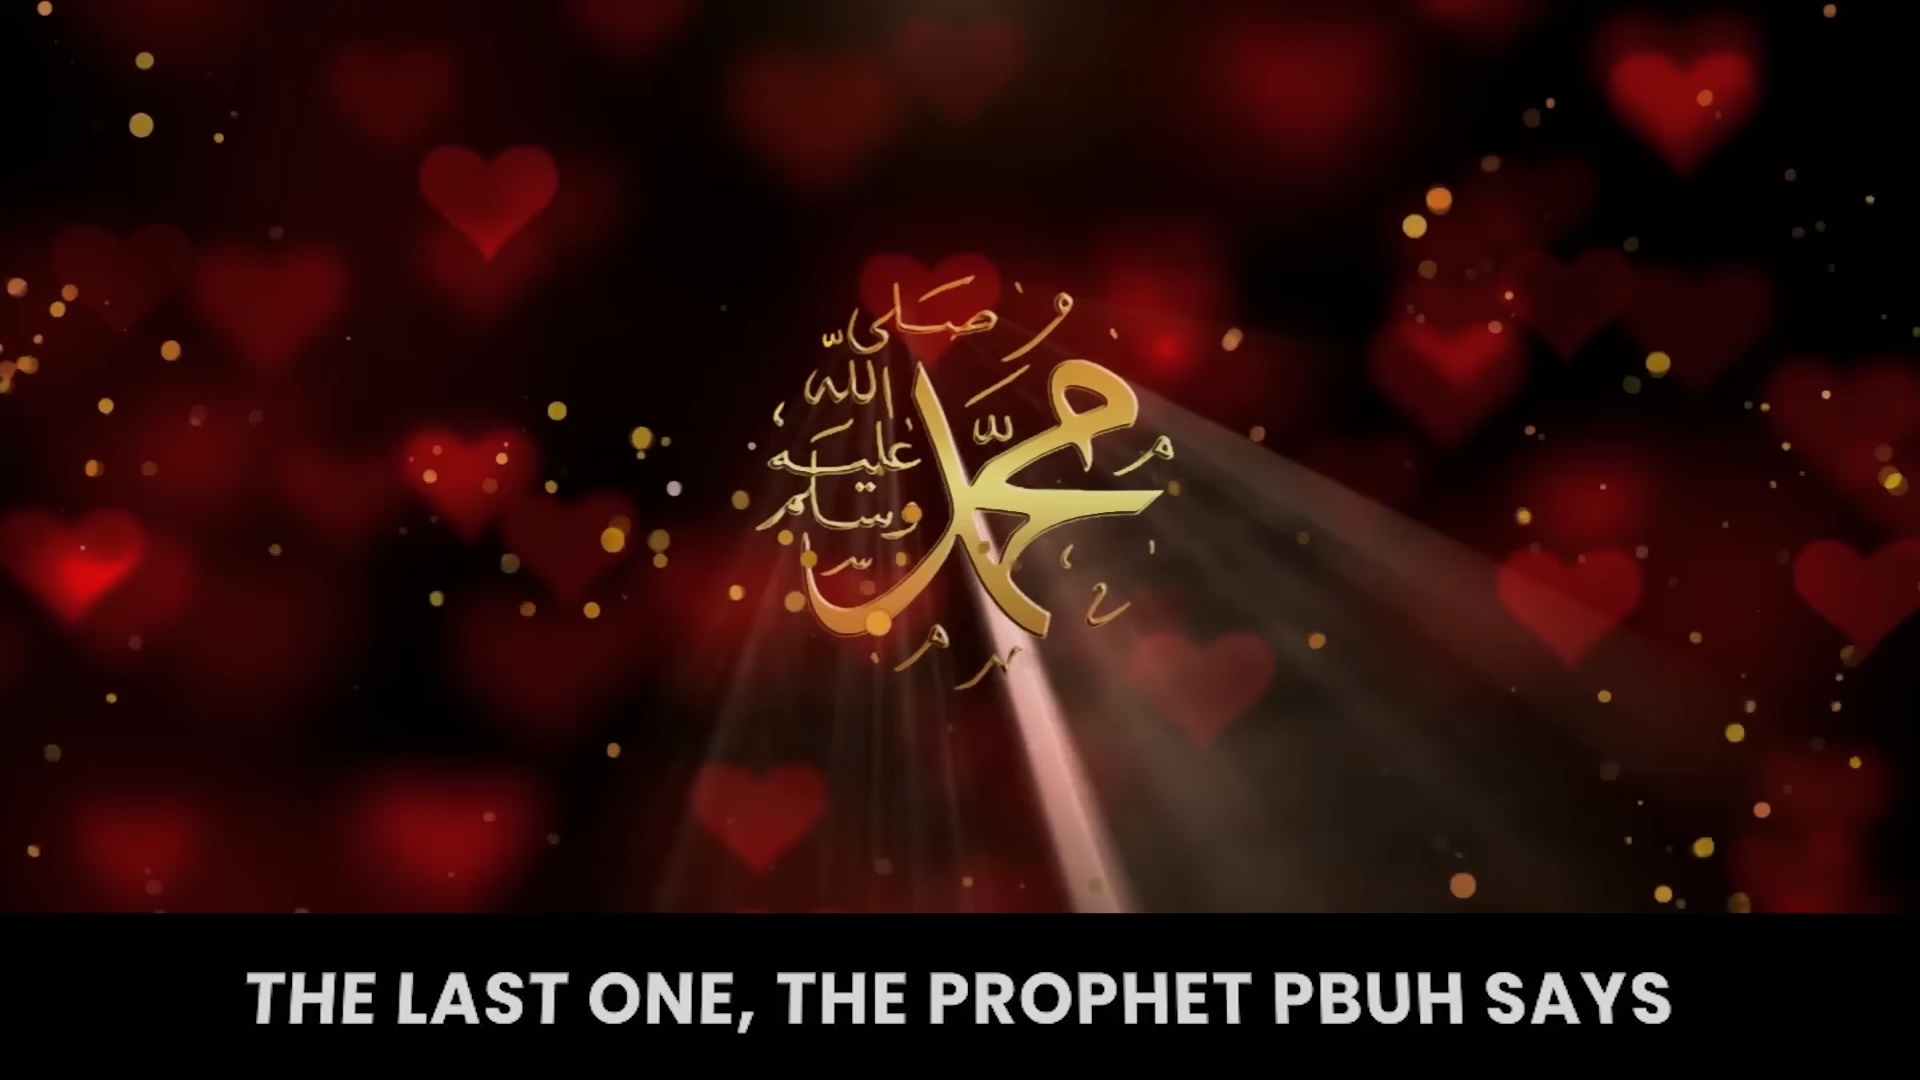 محمد
صلى
الله
عليه
وسلم
THE LAST ONE, THE PROPHET PBUH SAYS